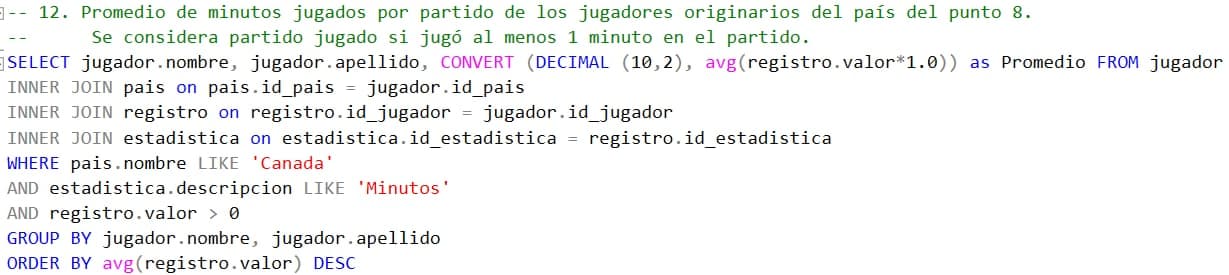 -- 12. Promedio de minutos jugados por partido de los jugadores originarios del país del punto 8.
--      Se considera partido jugado si jugó al menos 1 minuto en el partido.
SELECT jugador.nombre, jugador.apellido, CONVERT (DECIMAL (10,2), avg(registro.valor*1.0)) as Promedio FROM jugador
INNER JOIN pais on pais.id_pais = jugador.id_pais
INNER JOIN registro on registro.id_jugador = jugador.id_jugador
INNER JOIN estadistica on estadistica.id_estadistica = registro.id_estadistica
WHERE pais.nombre LIKE 'Canada'
AND estadistica.descripcion LIKE 'Minutos'
AND registro.valor > 0
GROUP BY jugador.nombre, jugador.apellido
ORDER BY avg(registro.valor) DESC